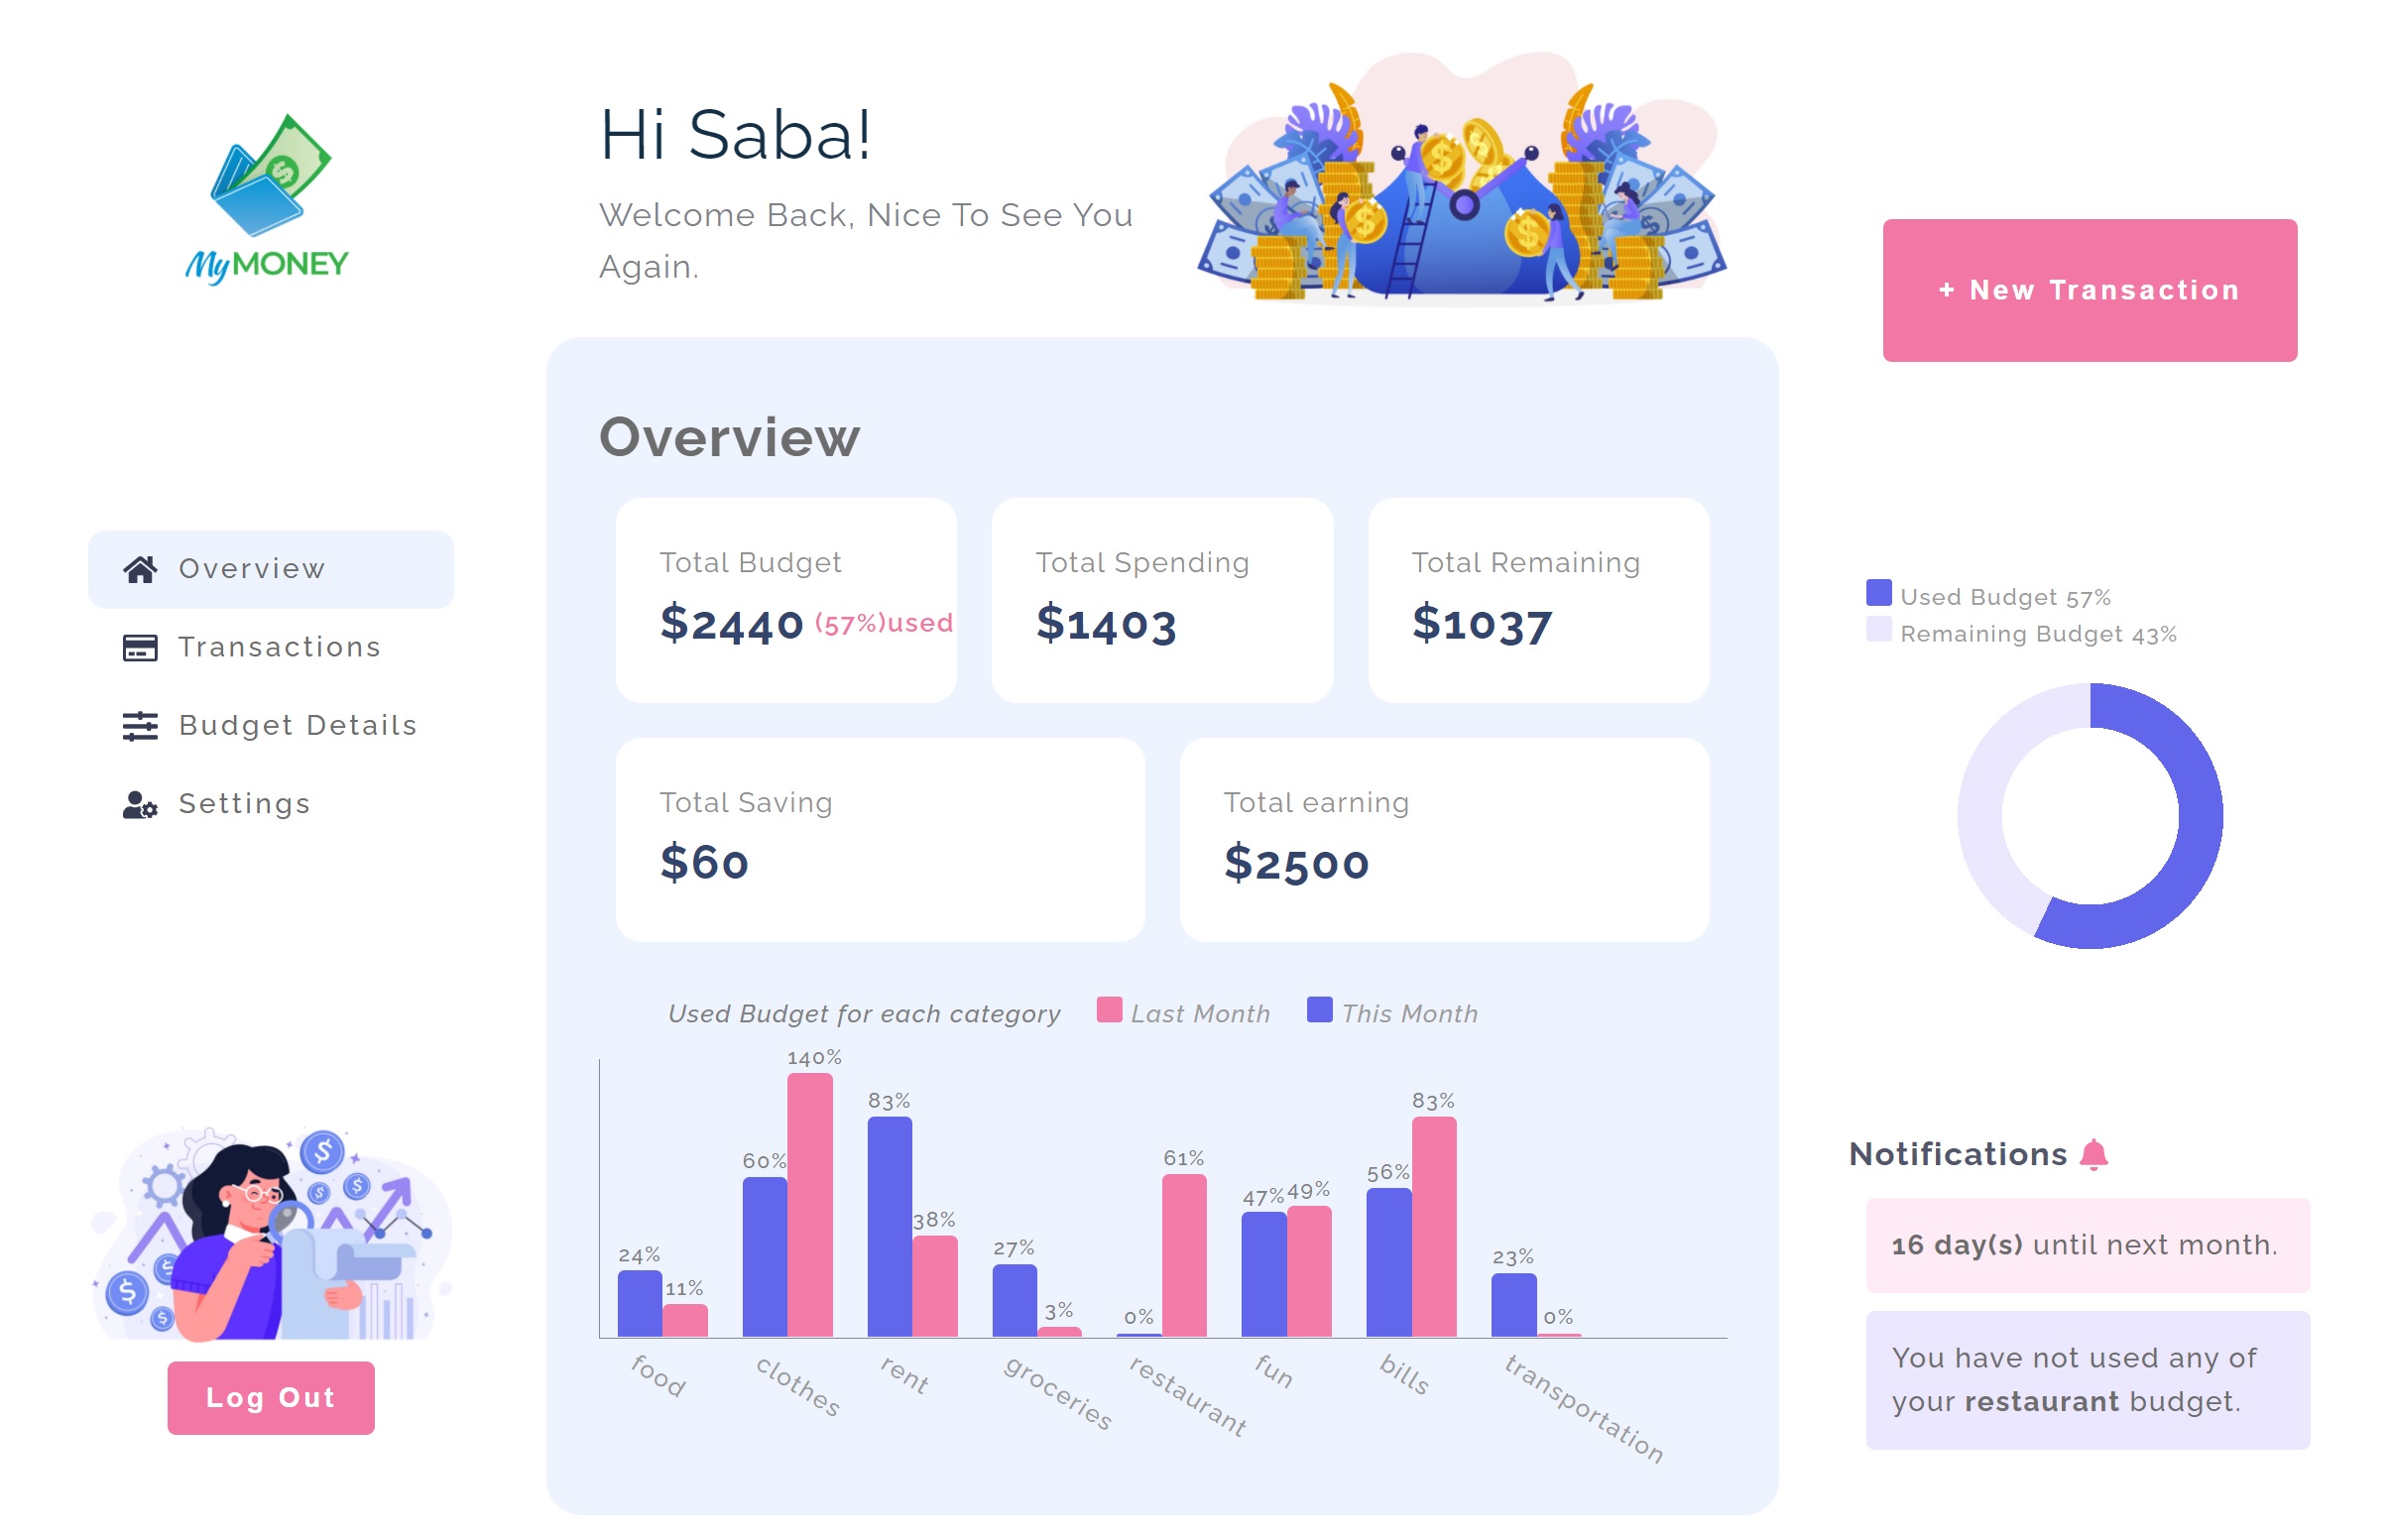 My MONEY
Overview
Transactions
Budget Details
Settings
Log Out
Hi Saba!
Welcome Back, Nice To See You
Again.
Overview
Total Budget
$2440 (57%)used
Total Spending
$1403
Total Remaining
$1037
Total Saving
$60
Total earning
$2500
Used Budget for each category
Last Month
This Month
24%
11%
60%
140%
83%
38%
27%
3%
0%
61%
47%
49%
56%
83%
23%
0%
food
clothes
rent
groceries
restaurant
fun
bills
transportation
+ New Transaction
Used Budget 57%
Remaining Budget 43%
Notifications
16 day(s) until next month.
You have not used any of
your restaurant budget.